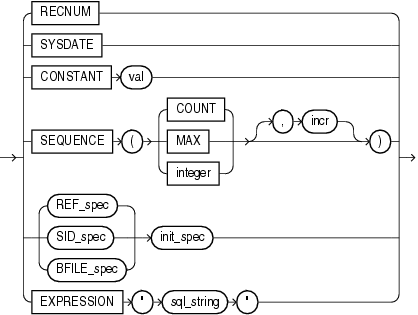 RECNUM
SYSDATE
CONSTANT val
COUNT
SEQUENCE ( MAX , incr )
integer
REF_spec
SID_spec init_spec
BFILE_spec
EXPRESSION " sql_string "